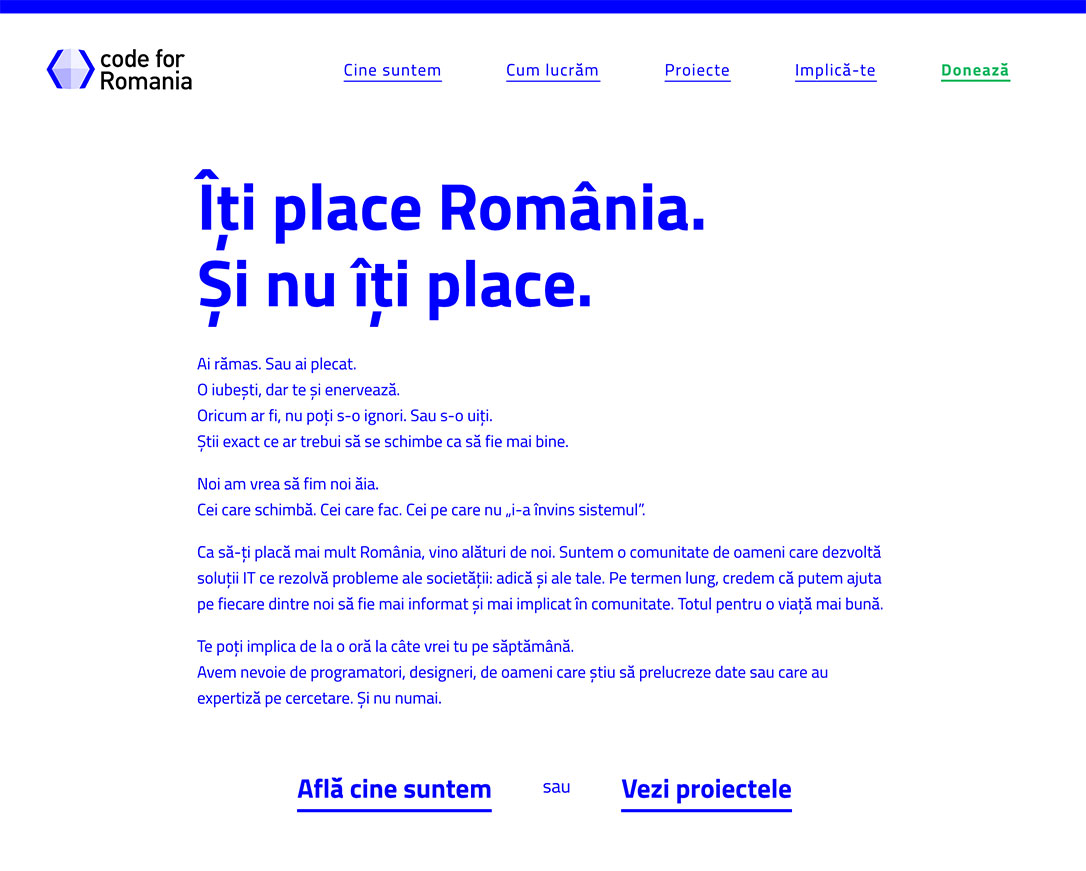 code for
Romania
Cine suntem
Cum lucrăm
Proiecte
Implică-te
Donează
Îți place România.
Și nu îți place.
Ai rămas. Sau ai plecat.
O iubești, dar te și enervează.
Oricum ar fi, nu poți s-o ignori. Sau s-o uiți.
Știi exact ce ar trebui să se schimbe ca să fie mai bine.
Noi am vrea să fim noi ăia.
Cei care schimbă. Cei care fac. Cei pe care nu „i-a învins sistemul”.
Ca să-ți placă mai mult România, vino alături de noi. Suntem o comunitate de oameni care dezvoltă
soluții IT ce rezolvă probleme ale societății: adică și ale tale. Pe termen lung, credem că putem ajuta
pe fiecare dintre noi să fie mai informat și mai implicat în comunitate. Totul pentru o viață mai bună.
Te poți implica de la o oră la câte vrei tu pe săptămână.
Avem nevoie de programatori, designeri, de oameni care știu să prelucreze date sau care au
expertiză pe cercetare. Și nu numai.
Află cine suntem sau Vezi proiectele